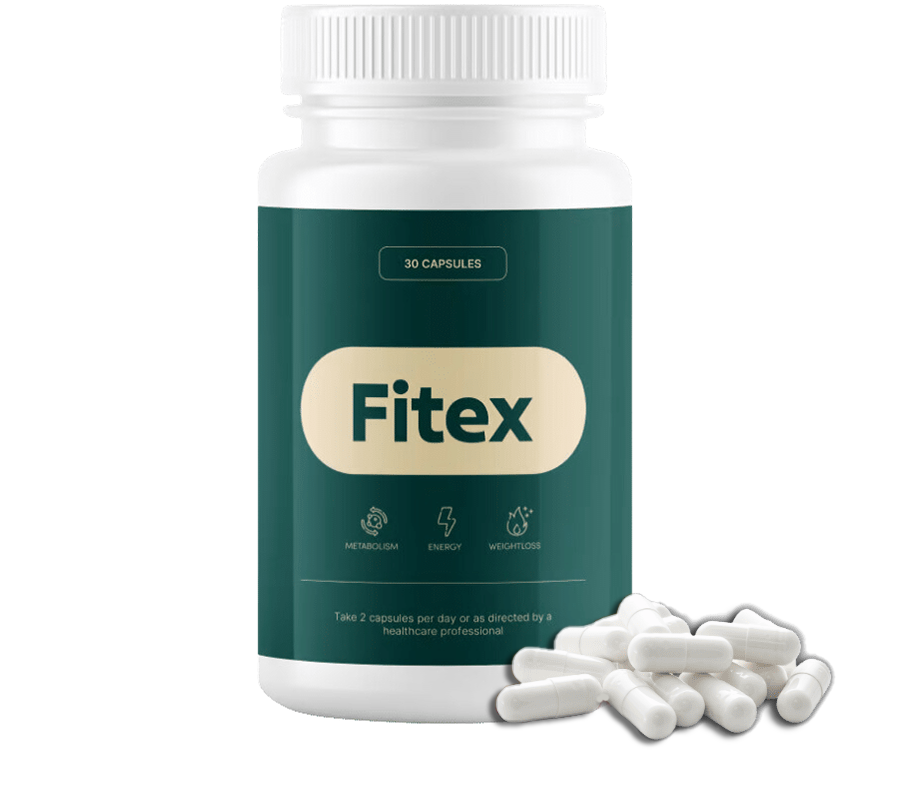 30 CAPSULES
Fitex
METABOLISM
ENERGY
WEIGHTLOSS
Take 2 capsules per day or as directed by a
healthcare professional